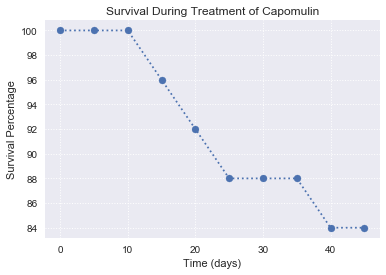 Survival During Treatment of Capomulin
Survival Percentage
100
98
96
94
92
90
88
86
84
0 10 20 30 40
Time (days)